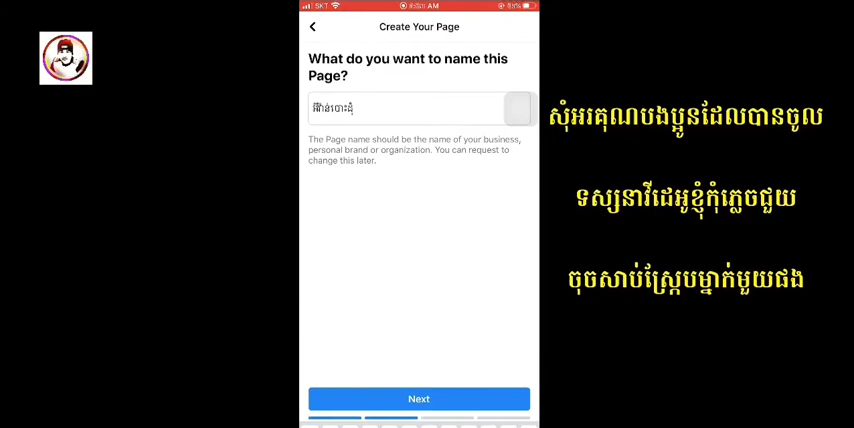 SKT
AM
Create Your Page
What do you want to name this
Page?
The Page name should be the name of your business,
personal brand or organization. You can request to
change this later.
Next
សុំអរគុណបងប្អូនដែលបានចូល
ទស្សនាវីដេអូខ្ញុំកុំភ្លេចជួយ
ចុចសាប់ស្ក្រែបម្នាក់មួយផង